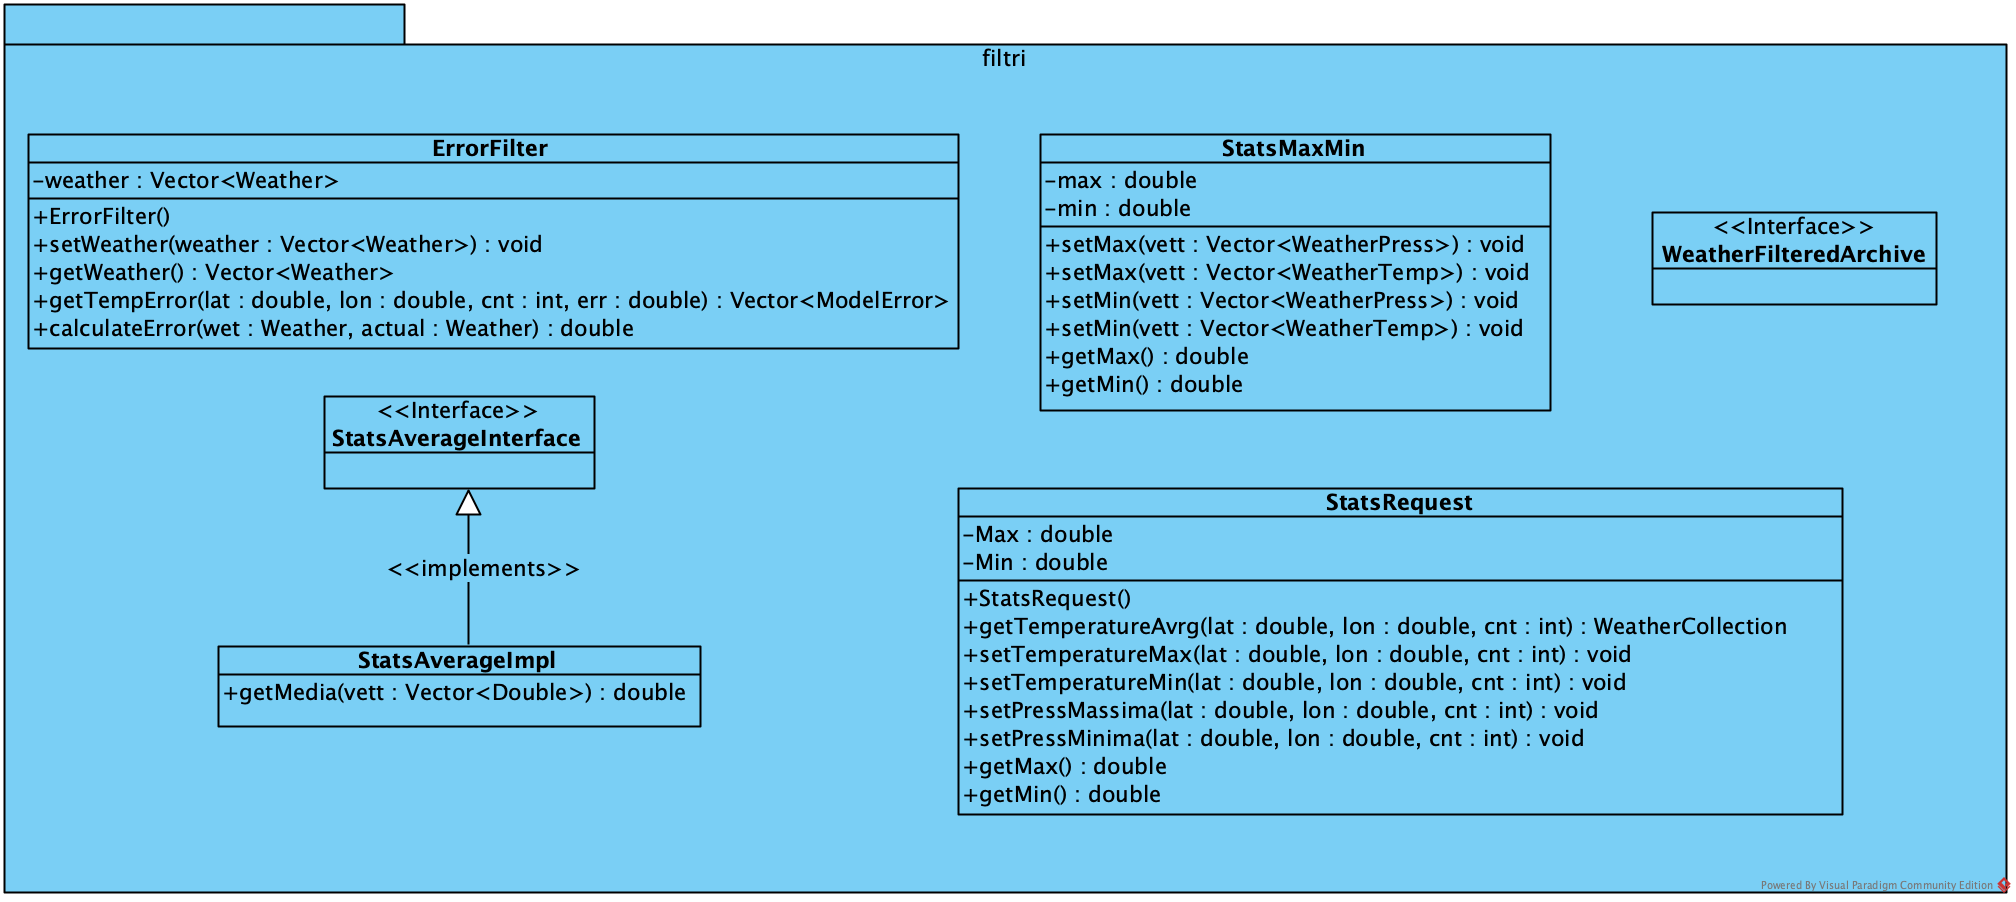 filtri
ErrorFilter
-weather : Vector<Weather>
+ErrorFilter()
+setWeather(weather : Vector<Weather>) : void
+getWeather() : Vector<Weather>
+getTempError(lat : double, lon : double, cnt : int, err : double) : Vector<ModelError>
+calculateError(wet : Weather, actual : Weather) : double
StatsMaxMin
-max : double
-min : double
+setMax(vett : Vector<WeatherPress>) : void
+setMax(vett : Vector<WeatherTemp>) : void
+setMin(vett : Vector<WeatherPress>) : void
+setMin(vett : Vector<WeatherTemp>) : void
+getMax() : double
+getMin() : double
<<Interface>>
WeatherFilteredArchive
<<Interface>>
StatsAverageInterface
<<implements>>
StatsAverageImpl
+getMedia(vett : Vector<Double>) : double
StatsRequest
-Max : double
-Min : double
+StatsRequest()
+getTemperatureAvrg(lat : double, lon : double, cnt : int) : WeatherCollection
+setTemperatureMax(lat : double, lon : double, cnt : int) : void
+setTemperatureMin(lat : double, lon : double, cnt : int) : void
+setPressMassima(lat : double, lon : double, cnt : int) : void
+setPressMinima(lat : double, lon : double, cnt : int) : void
+getMax() : double
+getMin() : double
Powered By Visual Paradigm Community Edition